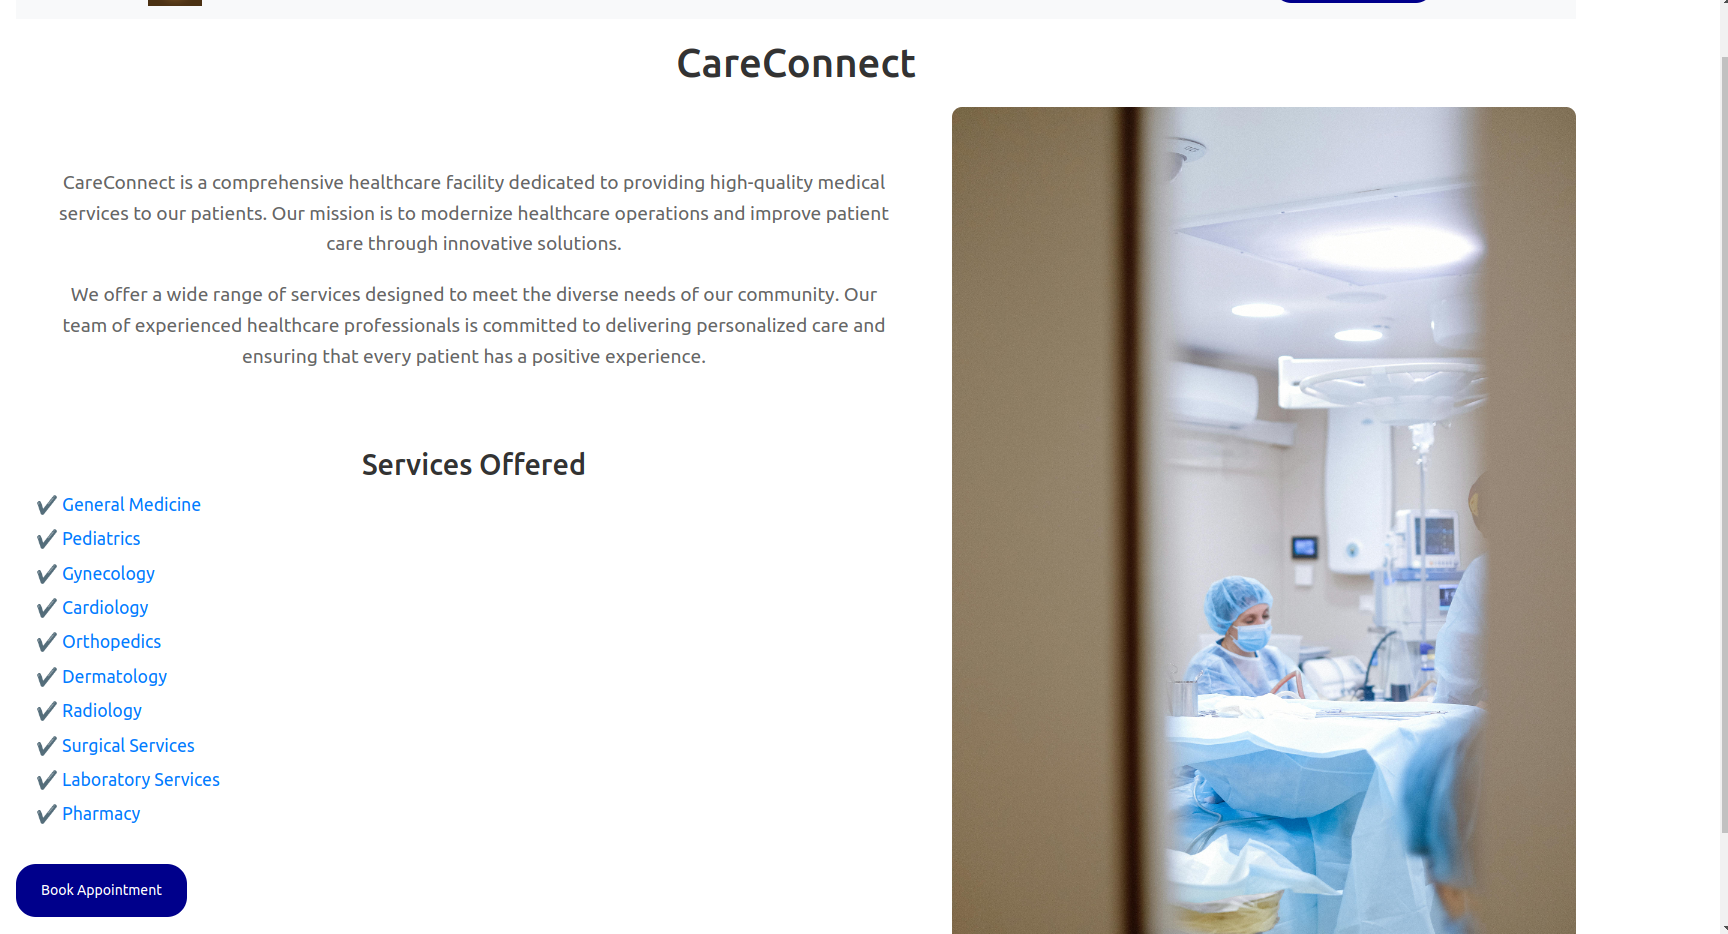 CareConnect
CareConnect is a comprehensive healthcare facility dedicated to providing high-quality medical
services to our patients. Our mission is to modernize healthcare operations and improve patient
care through innovative solutions.
We offer a wide range of services designed to meet the diverse needs of our community. Our
team of experienced healthcare professionals is committed to delivering personalized care and
ensuring that every patient has a positive experience.
Services Offered
✔ General Medicine
✔ Pediatrics
✔ Gynecology
✔ Cardiology
✔ Orthopedics
✔ Dermatology
✔ Radiology
✔ Surgical Services
✔ Laboratory Services
✔ Pharmacy
Book Appointment